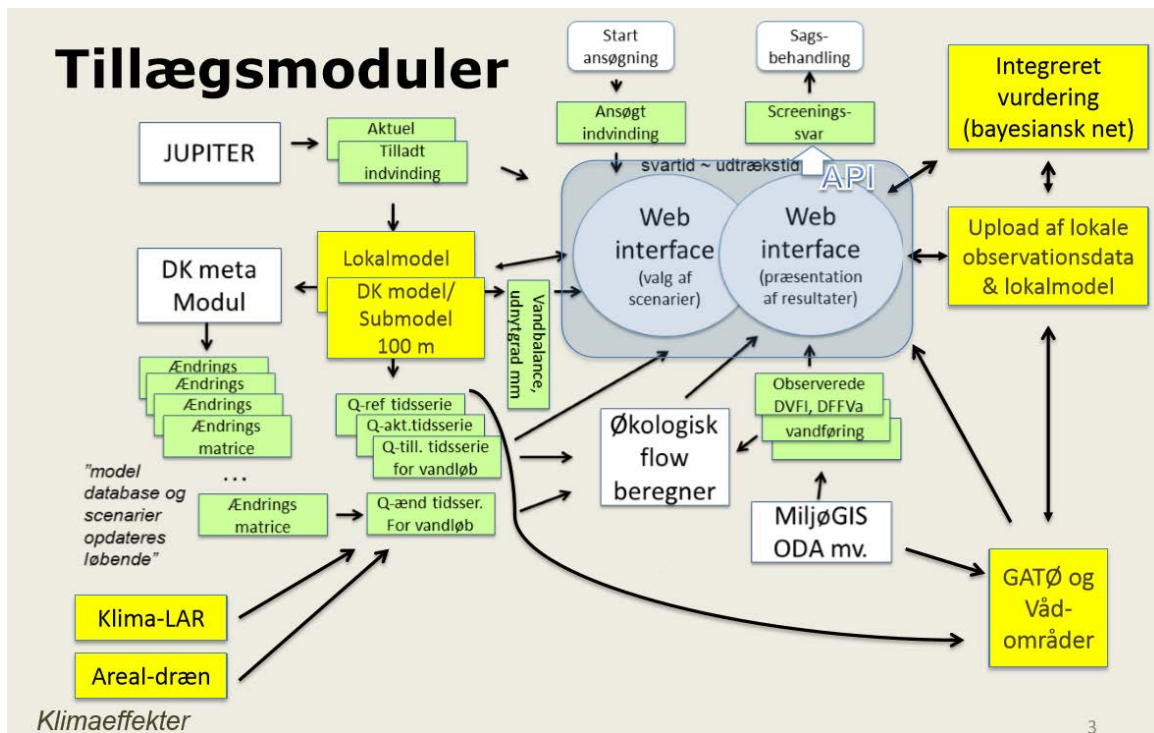 Tillægsmoduler
Start
ansøgning
Sags-
behandling
Integreret
vurdering
(bayesiansk net)
Ansøgt
indvinding
Screenings-
svar
JUPITER
Aktuel
Tilladt
indvinding
svartid ~ udtrækstid
API
Web
interface
(valg af
scenarier)
Web
interface
(præsentation
af resultater)
Upload af lokale
observationsdata
& lokalmodel
DK meta
Modul
Lokalmodel
DK model/
Submodel
100 m
Vandbalance,
udnytgrad mm
Ændrings
Ændrings
Ændrings
Ændrings
matrice
...
Ændrings
matrice
"model
database og
scenarier
opdateres
løbende"
Q-ref tidsserie
Q-akt.tidsserie
Q-till. tidsserie
for vandløb
Q-ænd tidsser.
For vandløb
Økologisk
flow
beregner
Observerede
DVFI, DFFVa
vandføring
MiljøGIS
ODA mv.
GATØ og
Våd-
områder
Klima-LAR
Areal-dræn
Klimaeffekter
3